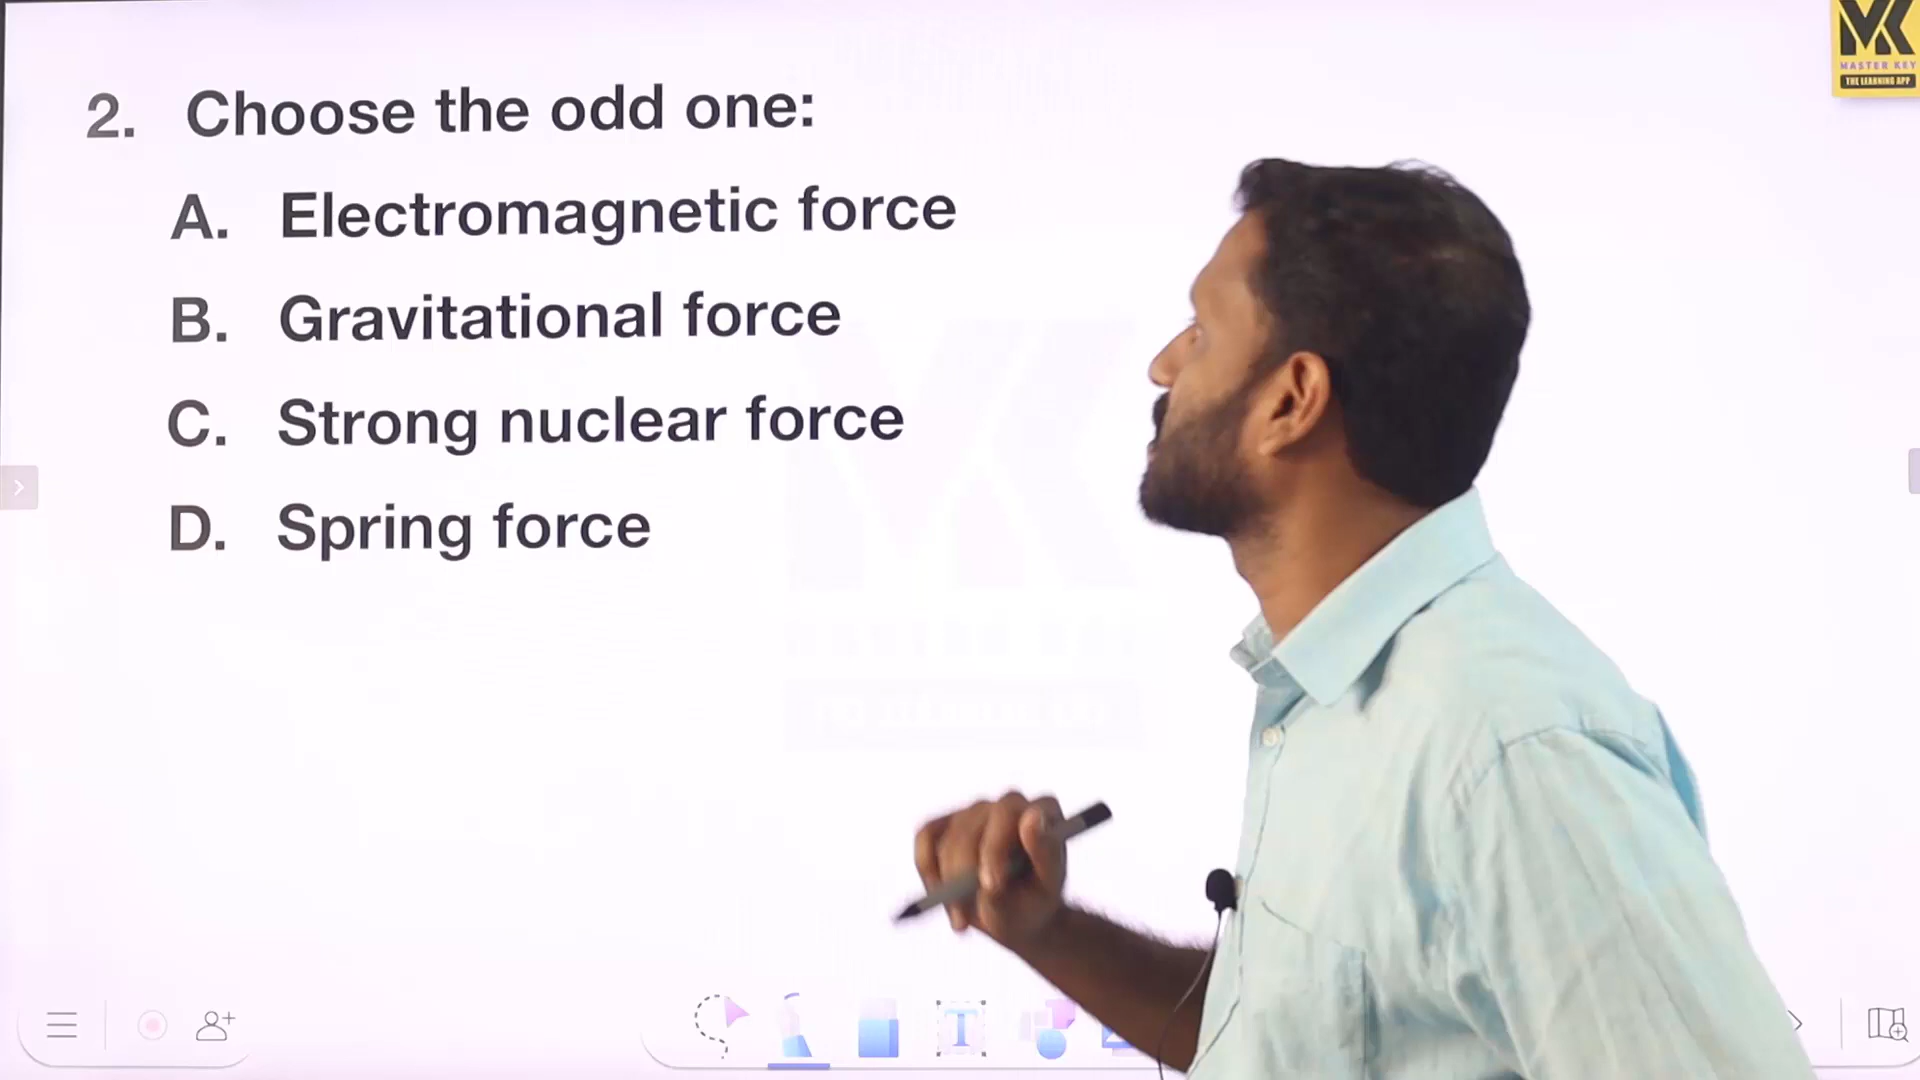 MK
MASTER KEY
THE LEARNING APP
2. Choose the odd one:
A. Electromagnetic force
B. Gravitational force
C. Strong nuclear force
D. Spring force
T